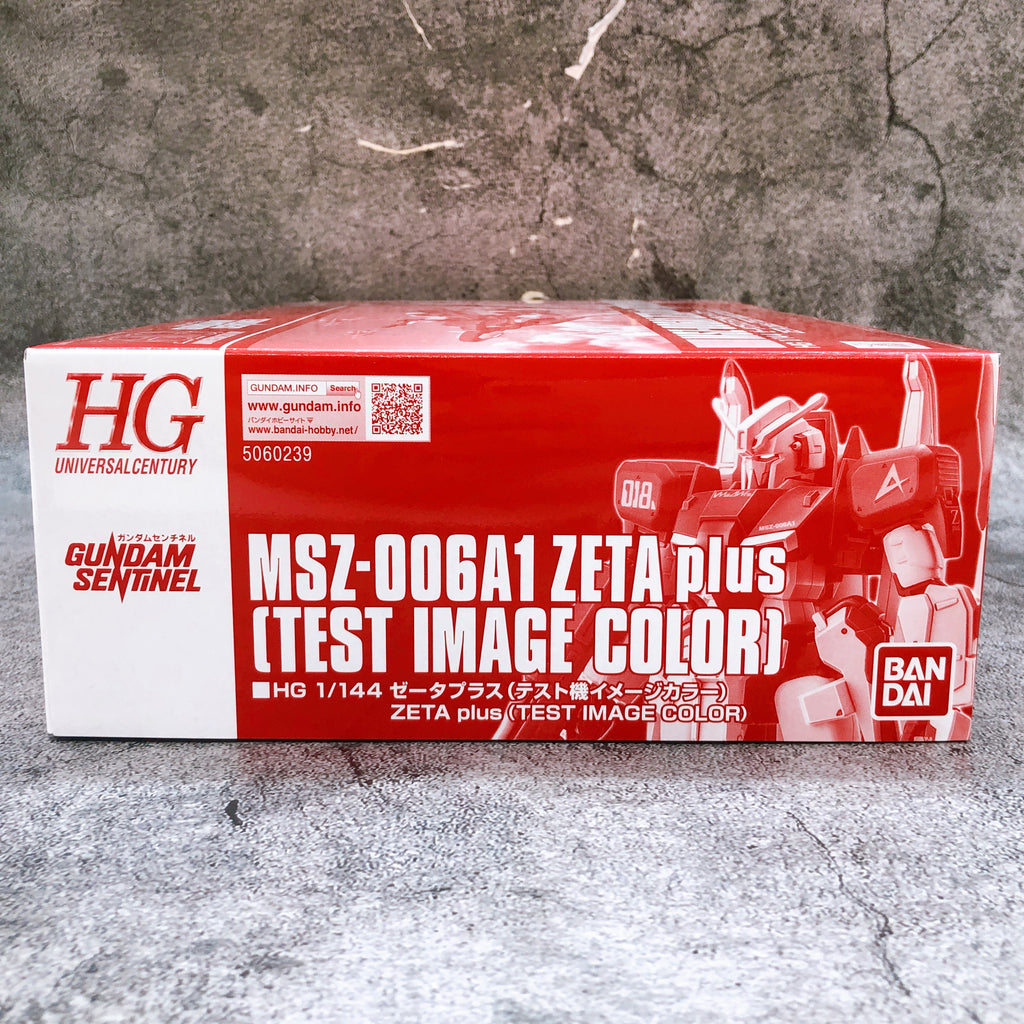 HG
UNIVERSAL CENTURY
ガンダムセンチネル
GUNDAM
SENTINEL
GUNDAM.INFO Search
www.gundam.info
バンダイホビーサイト
www.bandai-hobby.net/
5060239
018
A
MSZ-006A1
MSZ-006A1 ZETA plus
(TEST IMAGE COLOR)
■HG 1/144 ゼータプラス(テスト機イメージカラー)
ZETA plus(TEST IMAGE COLOR)
BAN
DAI